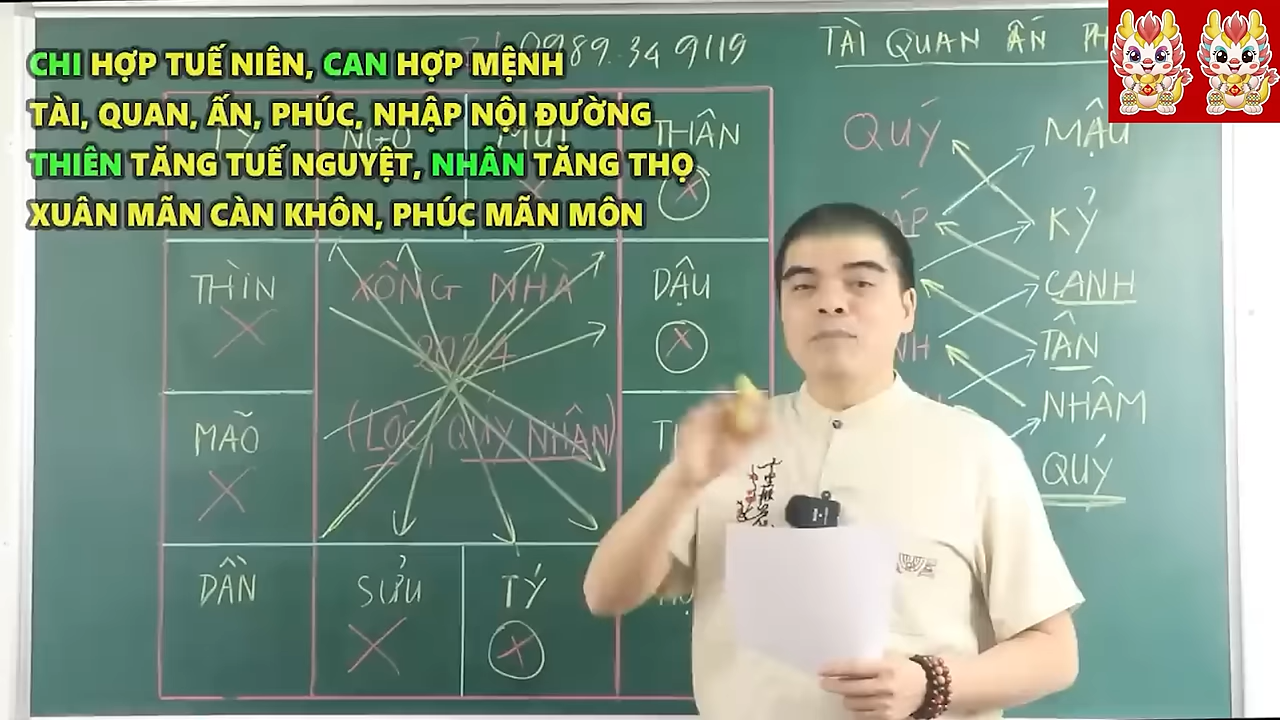 CHI HỢP TUẾ NIÊN, CAN HỢP MỆNH
TÀI, QUAN, ẤN, PHÚC, NHẬP NỘI ĐƯỜNG
THIÊN TĂNG TUẾ NGUYỆT, NHÂN TĂNG THỌ
XUÂN MÃN CÀN KHÔN, PHÚC MÃN MÔN
0989.34 9119
TÀI QUAN ẤN
THÂN
THÌN
XÔNG NHÀ
DẬU
2024
MÃO
(LỘC, QUÝ NHÂN)
DẦN
SỬU
TÝ
QUÝ
MẬU
KỶ
CANH
TÂN
NHÂM
QUÝ